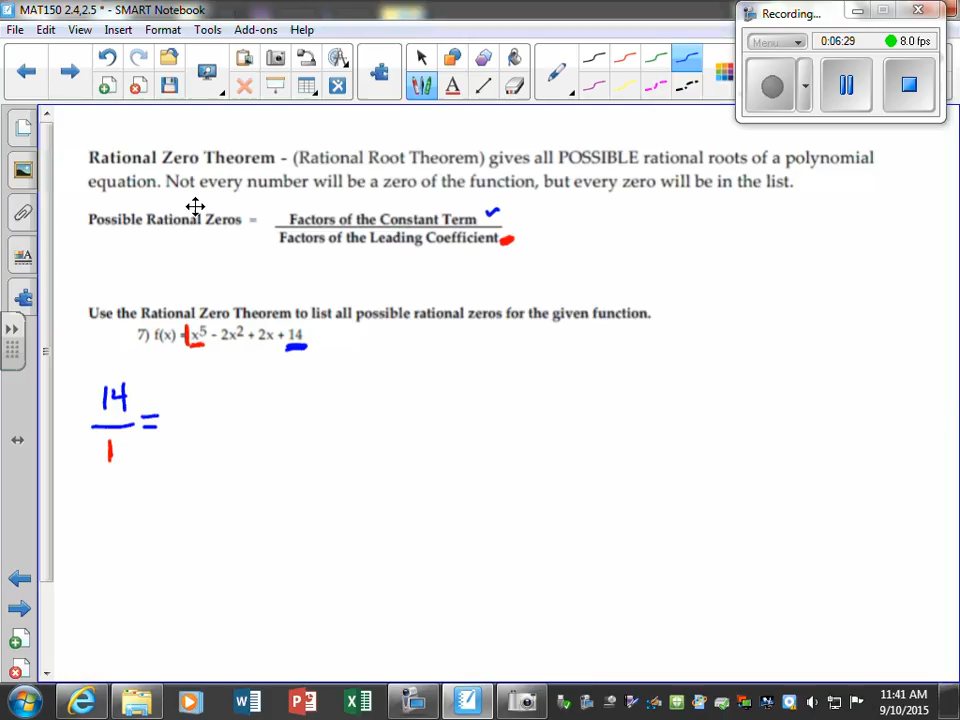 MAT150 2.4,2.5 * - SMART Notebook
Recording...
File Edit View Insert Format Tools Add-ons Help
Menu
0:06:29
8.0 fps
Rational Zero Theorem - (Rational Root Theorem) gives all POSSIBLE rational roots of a polynomial
equation. Not every number will be a zero of the function, but every zero will be in the list.
Possible Rational Zeros = Factors of the Constant Term
Factors of the Leading Coefficient
Use the Rational Zero Theorem to list all possible rational zeros for the given function.
7) f(x) = 1x⁵ - 2x² + 2x + 14
14
=
1
11:41 AM
9/10/2015